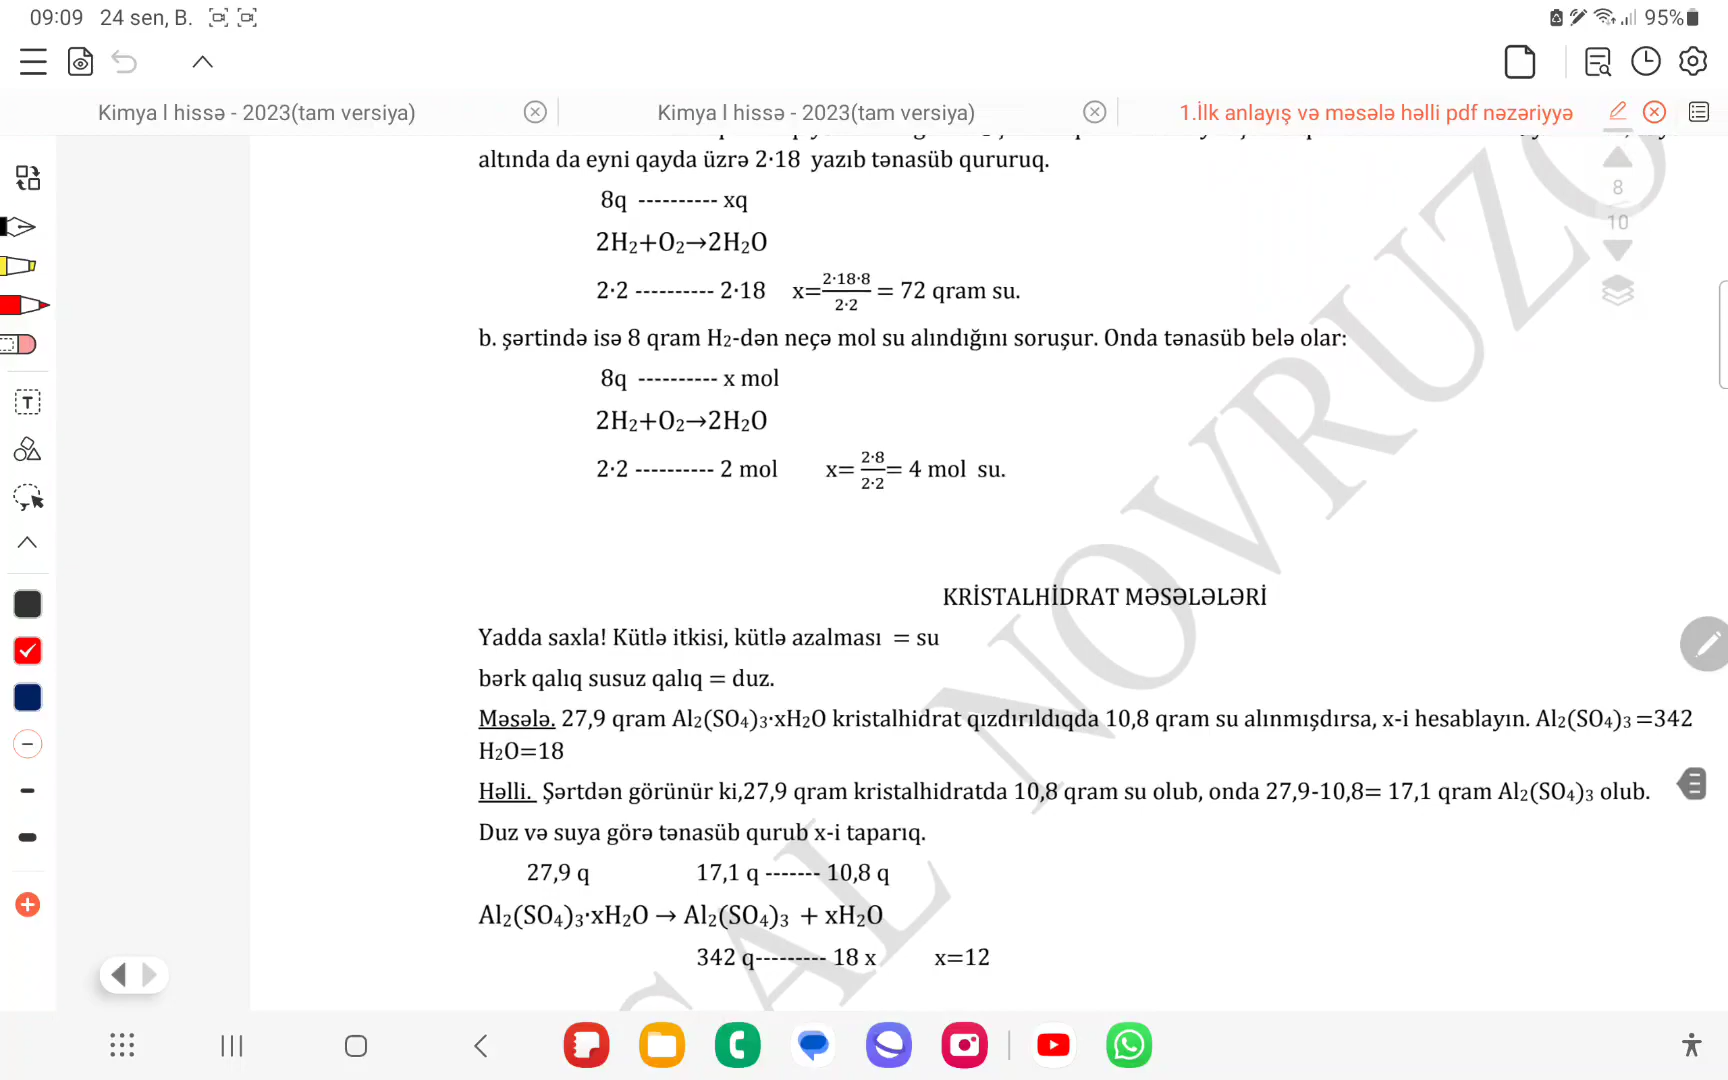 09:09 24 sen, B. 95%
Kimya I hissə - 2023(tam versiya) Kimya I hissə - 2023(tam versiya) 1.İlk anlayış və məsələ həlli pdf nəzəriyyə
altında da eyni qayda üzrə 2·18 yazıb tənasüb qururuq.
8
10
8q ---------- xq
2H₂+O₂→2H₂O
2·2 ---------- 2·18 x=2·18·8/2·2 = 72 qram su.
b. şərtində isə 8 qram H₂-dən neçə mol su alındığını soruşur. Onda tənasüb belə olar:
8q ---------- x mol
2H₂+O₂→2H₂O
2·2 ---------- 2 mol x= 2·8/2·2= 4 mol su.
KRİSTALHİDRAT MƏSƏLƏLƏRİ
Yadda saxla! Kütlə itkisi, kütlə azalması = su
bərk qalıq susuz qalıq = duz.
Məsələ. 27,9 qram Al₂(SO₄)₃·xH₂O kristalhidrat qızdırıldıqda 10,8 qram su alınmışdırsa, x-i hesablayın. Al₂(SO₄)₃=342
H₂O=18
Həlli. Şərtdən görünür ki,27,9 qram kristalhidratda 10,8 qram su olub, onda 27,9-10,8= 17,1 qram Al₂(SO₄)₃ olub.
Duz və suya görə tənasüb qurub x-i taparıq.
27,9 q 17,1 q ------- 10,8 q
Al₂(SO₄)₃·xH₂O → Al₂(SO₄)₃ + xH₂O
342 q--------- 18 x x=12
NOVRUZO